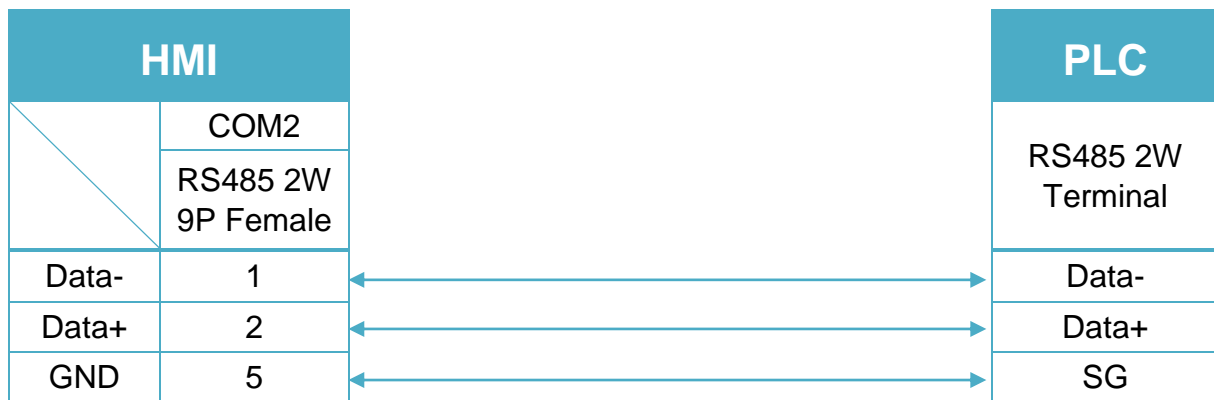 HMI
PLC
COM2
RS485 2W
9P Female
RS485 2W
Terminal
Data- 1 Data-
Data+ 2 Data+
GND 5 SG